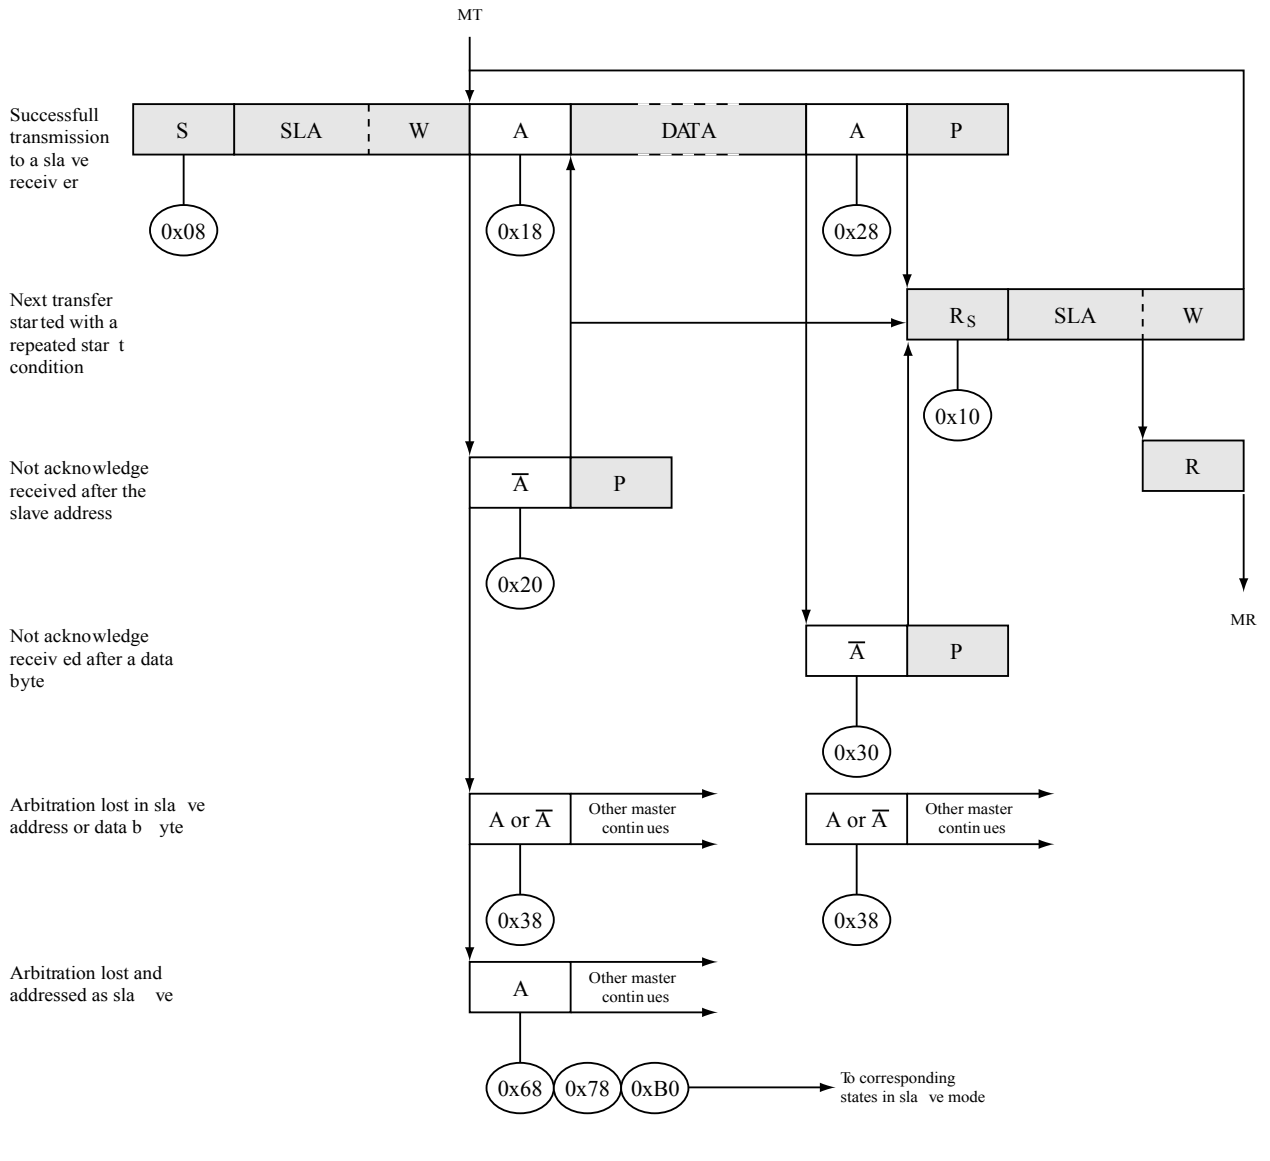 MT
Successfull
transmission
to a sla ve
receiv er
S SLA W A DATA A P
0x08 0x18 0x28
Next transfer
started with a
repeated star t
condition
RS SLA W
0x10
Not acknowledge
received after the
slave address
A̅ P
R
0x20
MR
Not acknowledge
receiv ed after a data
byte
A̅ P
0x30
Arbitration lost in sla ve
address or data b yte
A or A̅
Other master
contin ues
A or A̅
Other master
contin ues
0x38 0x38
Arbitration lost and
addressed as sla ve
A
Other master
contin ues
0x68 0x78 0xB0
To corresponding
states in sla ve mode